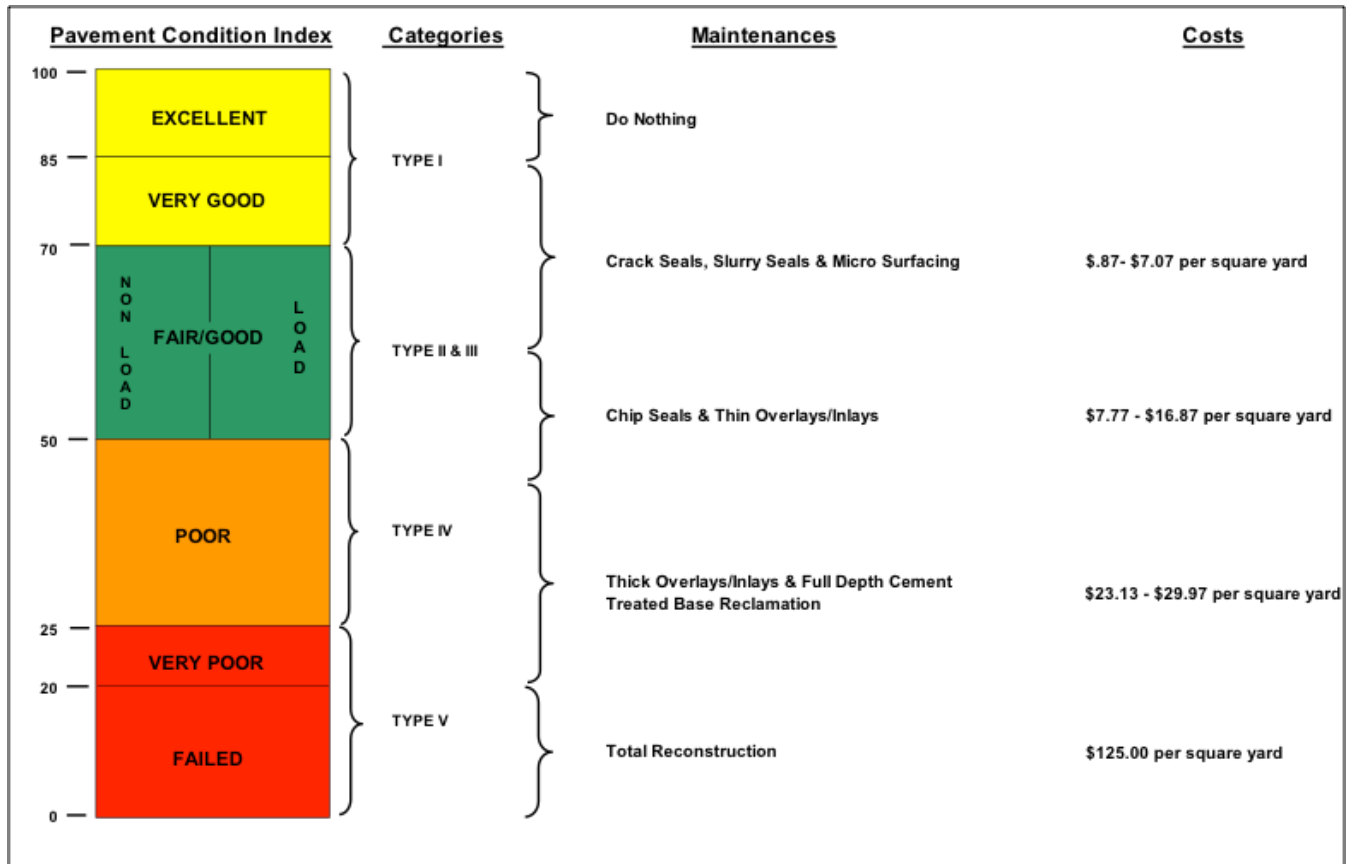 Pavement Condition Index
Categories
Maintenances
Costs
100
EXCELLENT
Do Nothing
85
TYPE I
VERY GOOD
70
Crack Seals, Slurry Seals & Micro Surfacing
$.87- $7.07 per square yard
NON LOAD
FAIR/GOOD
LOAD
TYPE II & III
Chip Seals & Thin Overlays/Inlays
$7.77 - $16.87 per square yard
50
POOR
TYPE IV
Thick Overlays/Inlays & Full Depth Cement
Treated Base Reclamation
$23.13 - $29.97 per square yard
25
VERY POOR
20
TYPE V
FAILED
Total Reconstruction
$125.00 per square yard
0